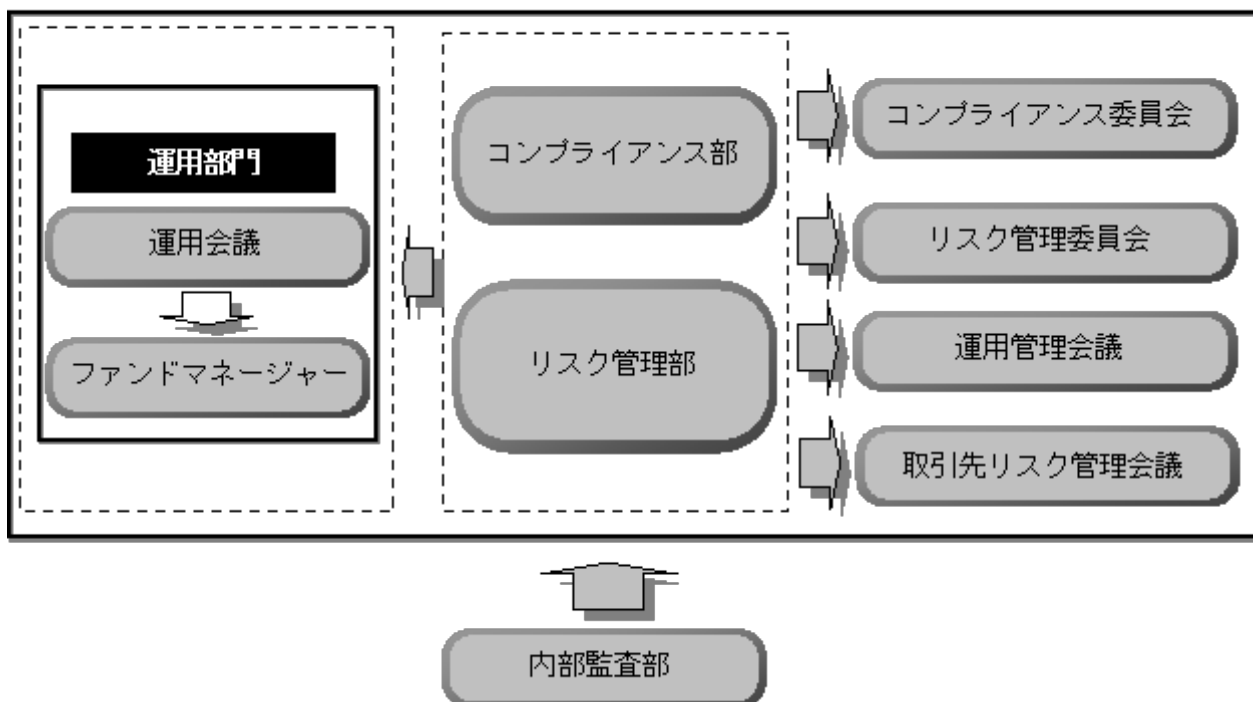 運用部門
運用会議
ファンドマネージャー
コンプライアンス部
リスク管理部
コンプライアンス委員会
リスク管理委員会
運用管理会議
取引先リスク管理会議
内部監査部